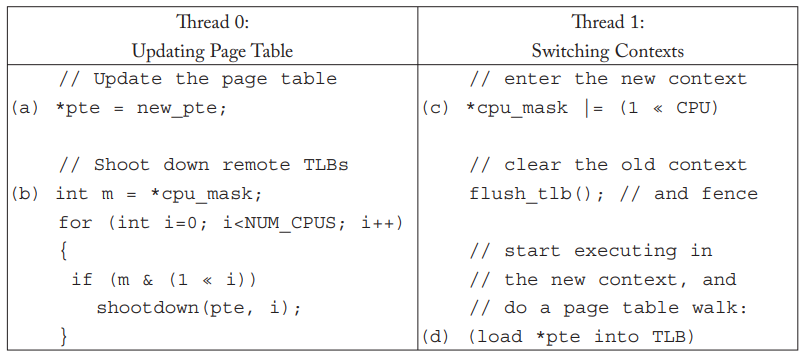 Thread 0:
Updating Page Table
// Update the page table
(a) *pte = new_pte;
// Shoot down remote TLBs
(b) int m = *cpu_mask;
for (int i=0; i<NUM_CPUS; i++)
{
if (m & (1 « i))
shootdown(pte, i);
}
Thread 1:
Switching Contexts
// enter the new context
(c) *cpu_mask |= (1 « CPU)
// clear the old context
flush_tlb(); // and fence
// start executing in
// the new context, and
// do a page table walk:
(d) (load *pte into TLB)